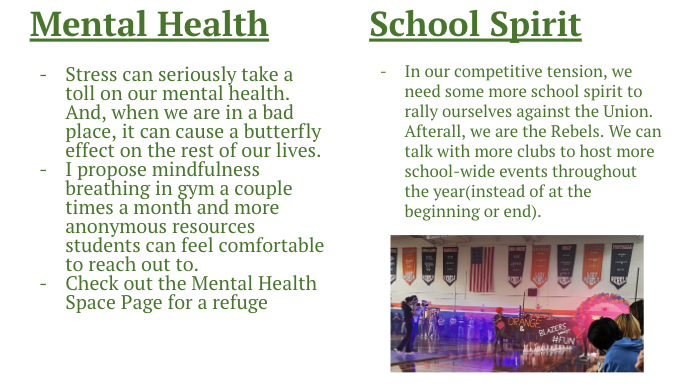 Mental Health
- Stress can seriously take a
toll on our mental health.
And, when we are in a bad
place, it can cause a butterfly
effect on the rest of our lives.
- I propose mindfulness
breathing in gym a couple
times a month and more
anonymous resources
students can feel comfortable
to reach out to.
- Check out the Mental Health
Space Page for a refuge
School Spirit
- In our competitive tension, we
need some more school spirit to
rally ourselves against the Union.
Afterall, we are the Rebels. We can
talk with more clubs to host more
school-wide events throughout
the year(instead of at the
beginning or end).
ORANGE
&
BLAZERS
#FUN